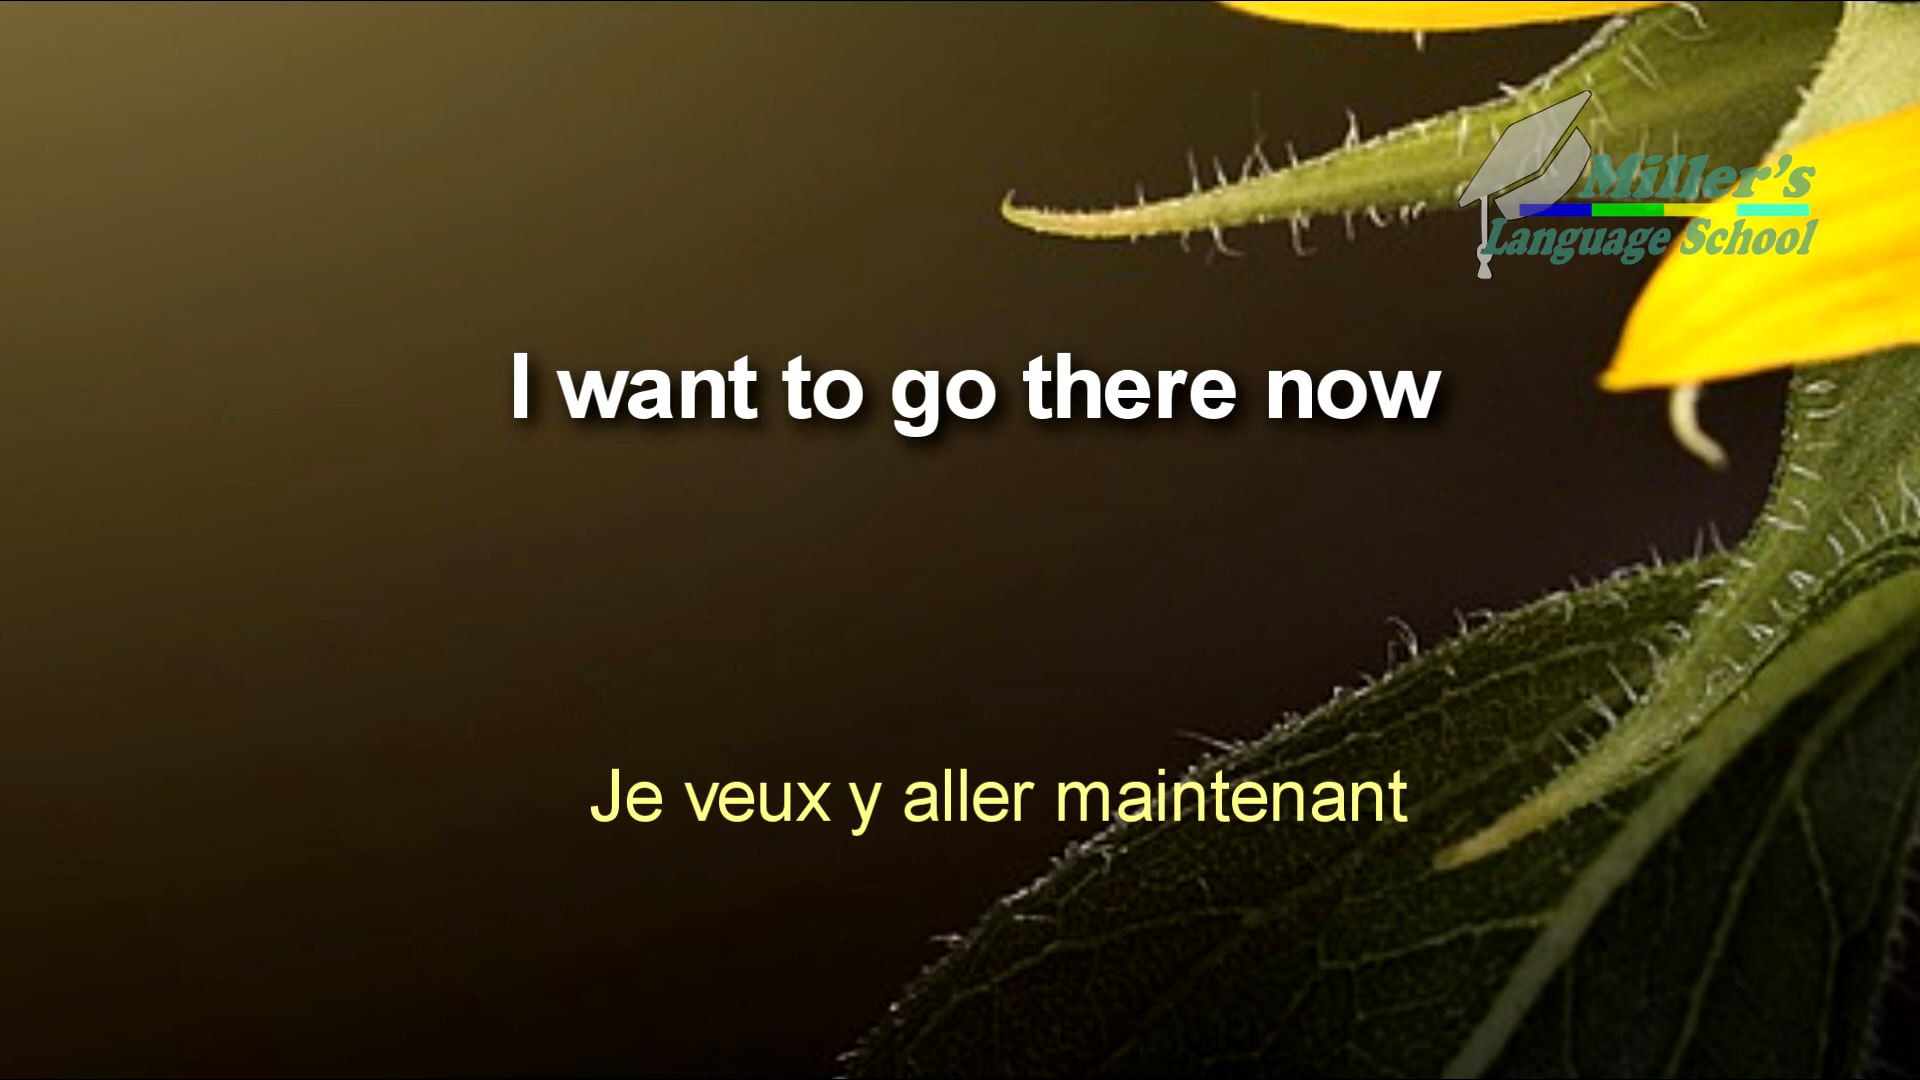 Miller's
Language School
I want to go there now
Je veux y aller maintenant